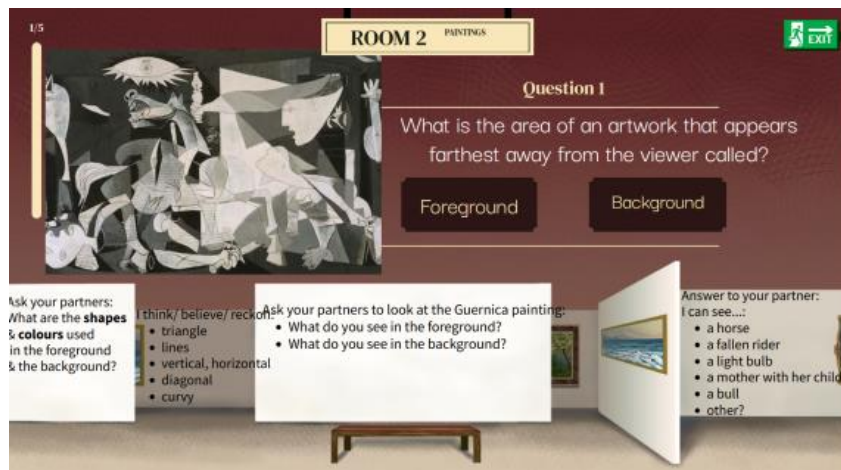 1/5
ROOM 2 PAINTINGS
EXIT
Question 1
What is the area of an artwork that appears
farthest away from the viewer called?
Foreground
Background
Ask your partners:
What are the shapes
& colours used
in the foreground
& the background?
I think/ believe/ reckon:
• triangle
• lines
• vertical, horizontal
• diagonal
• curvy
Ask your partners to look at the Guernica painting:
• What do you see in the foreground?
• What do you see in the background?
Answer to your partner:
I can see...:
• a horse
• a fallen rider
• a light bulb
• a mother with her child
• a bull
• other?